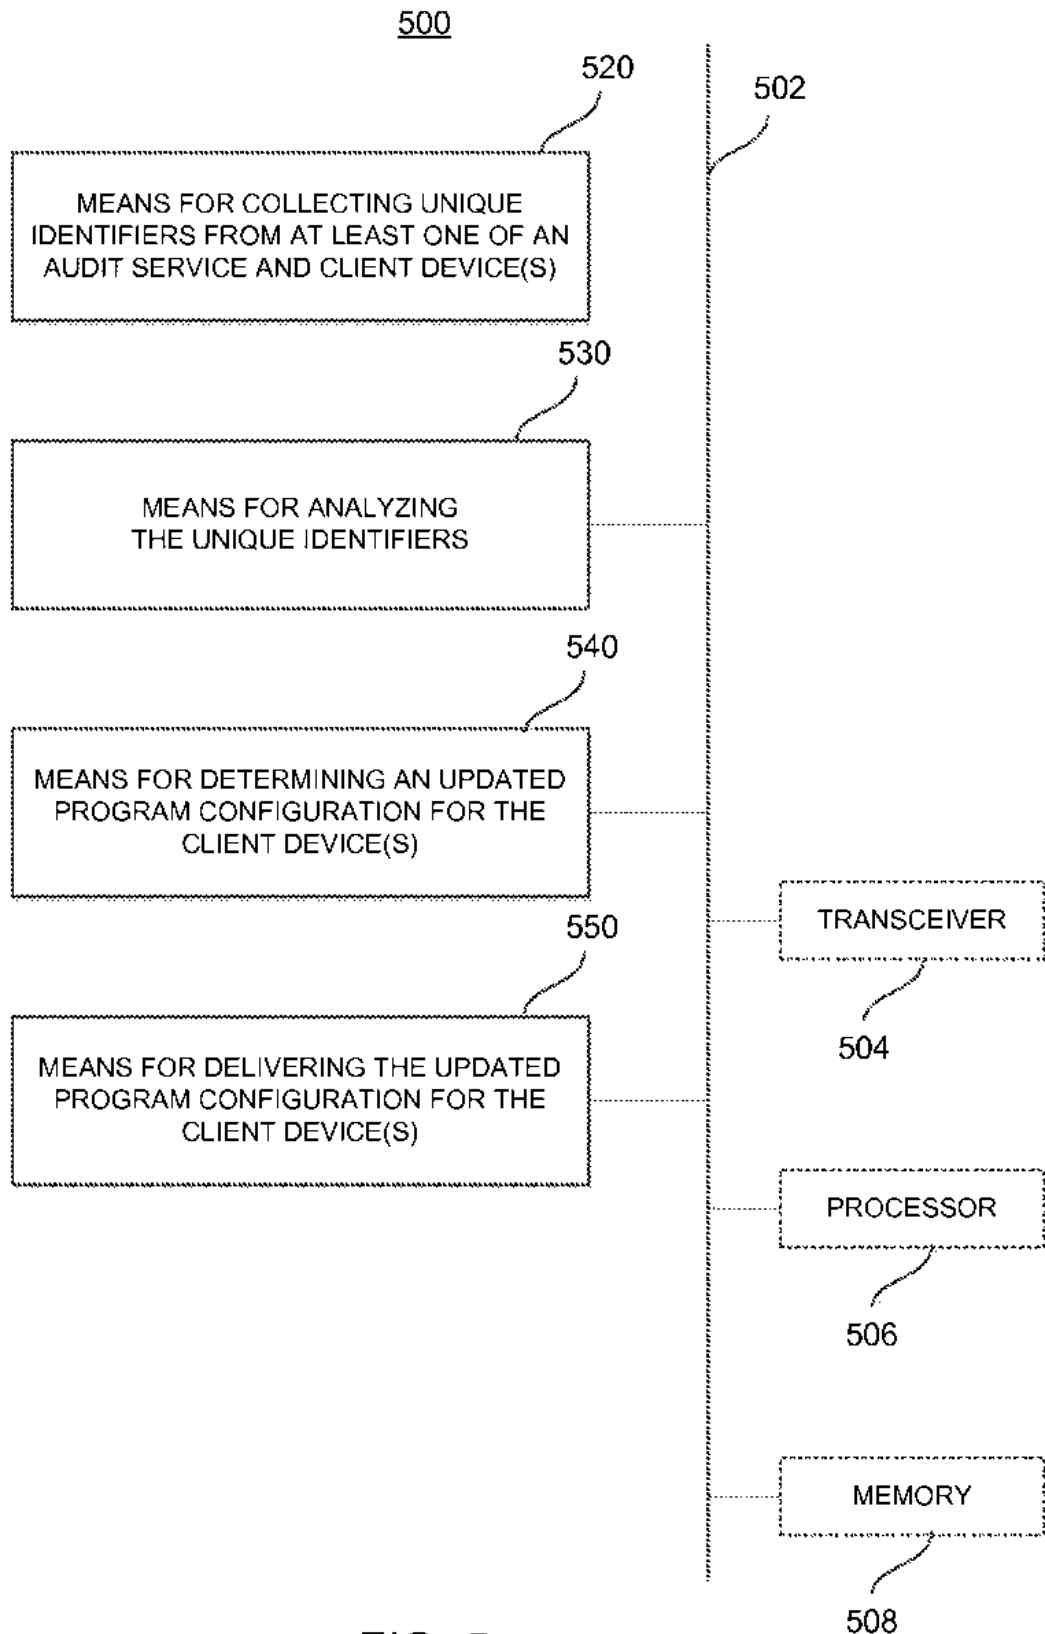 500
520
502
MEANS FOR COLLECTING UNIQUE
IDENTIFIERS FROM AT LEAST ONE OF AN
AUDIT SERVICE AND CLIENT DEVICE(S)
530
MEANS FOR ANALYZING
THE UNIQUE IDENTIFIERS
540
MEANS FOR DETERMINING AN UPDATED
PROGRAM CONFIGURATION FOR THE
CLIENT DEVICE(S)
TRANSCEIVER
504
550
MEANS FOR DELIVERING THE UPDATED
PROGRAM CONFIGURATION FOR THE
CLIENT DEVICE(S)
PROCESSOR
506
MEMORY
508